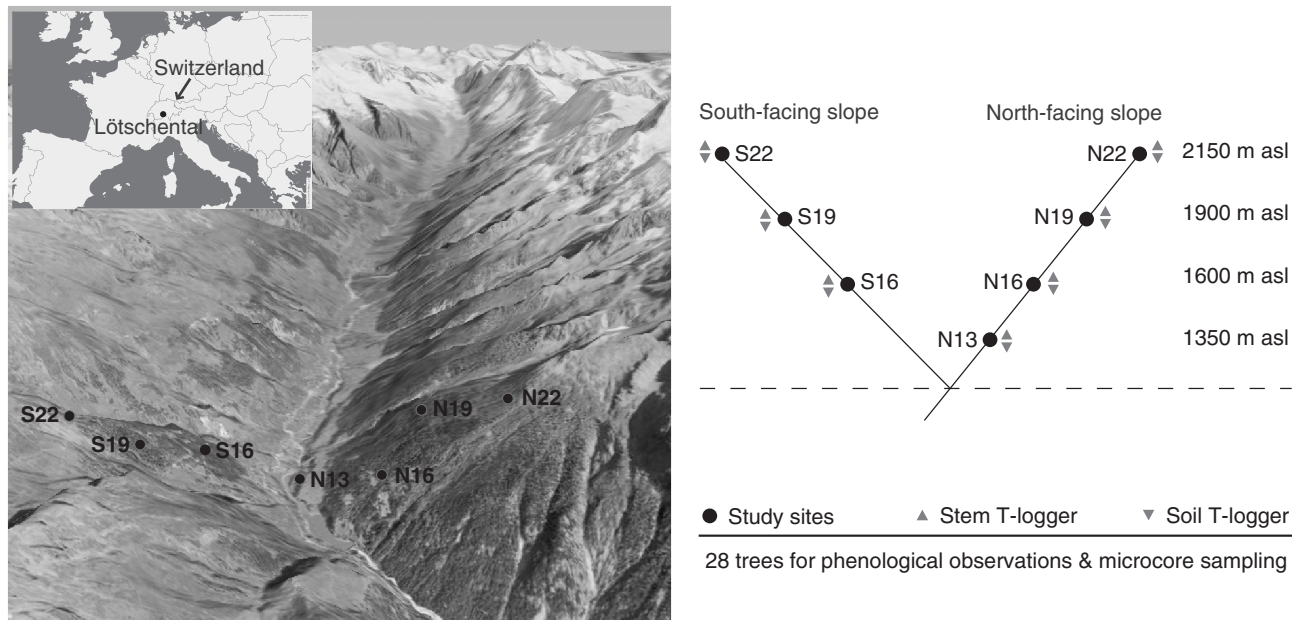 Switzerland
Lötschental
S22
S19
S16
N13
N16
N19
N22
South-facing slope
North-facing slope
S22
N22
2150 m asl
S19
N19
1900 m asl
S16
N16
1600 m asl
N13
1350 m asl
Study sites
Stem T-logger
Soil T-logger
28 trees for phenological observations & microcore sampling